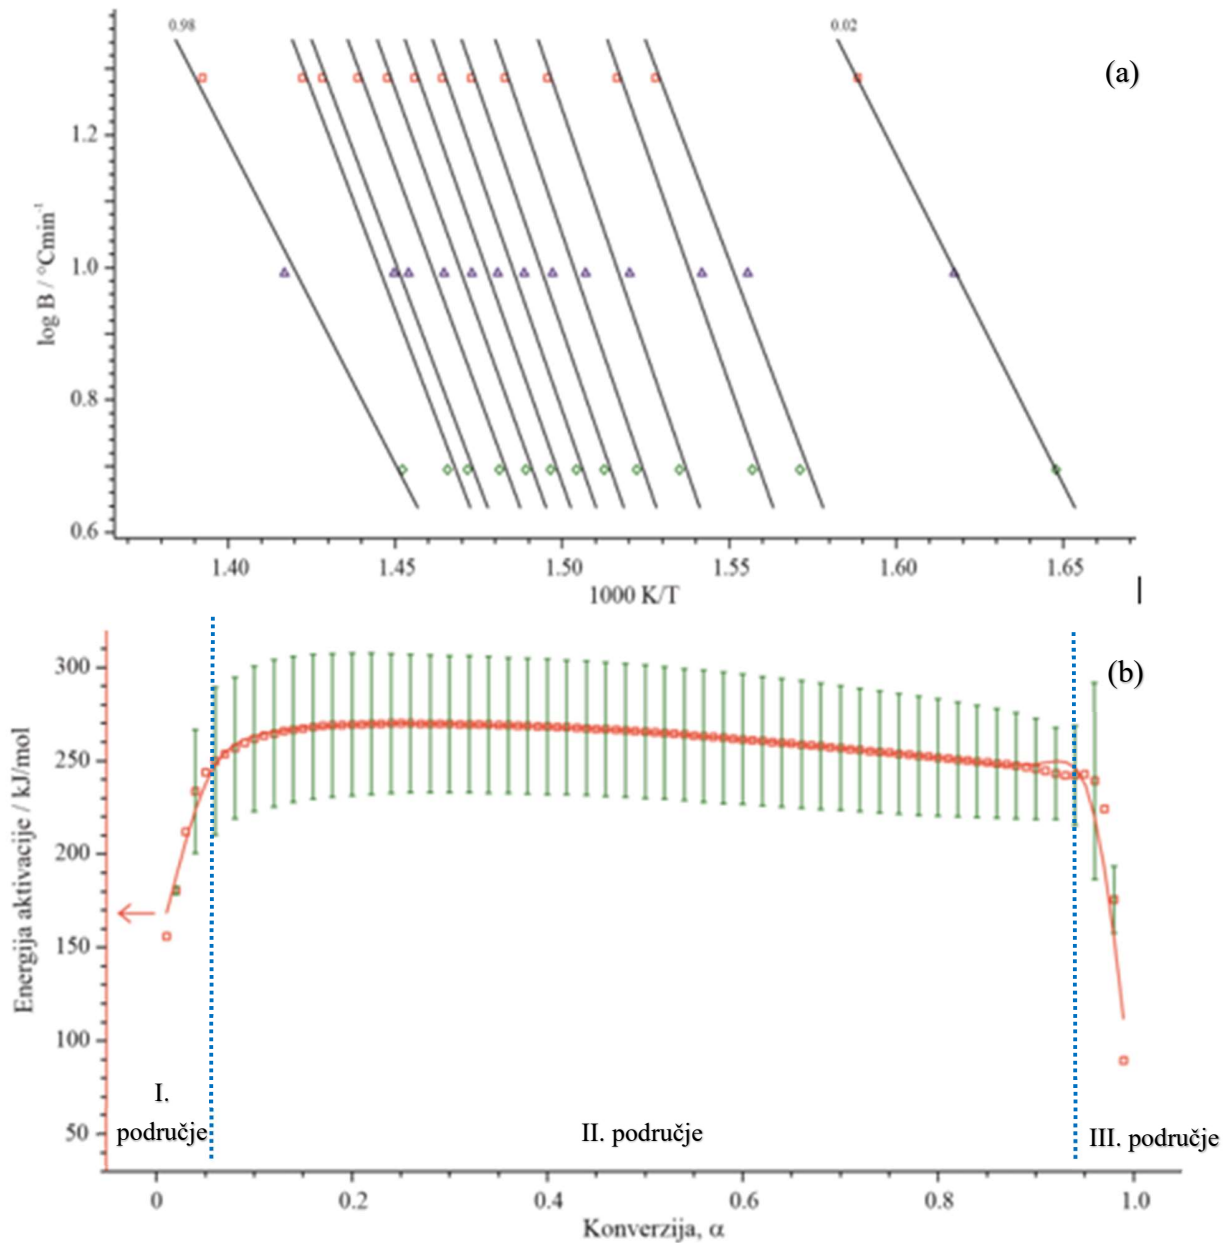 0.98
0.02
(a)
1.2
1.0
0.8
0.6
log B / °Cmin⁻¹
1.40
1.45
1.50
1.55
1.60
1.65
1000 K/T
300
250
200
150
100
50
Energija aktivacije / kJ/mol
(b)
I.
područje
II. područje
III. područje
0
0.2
0.4
0.6
0.8
1.0
Konverzija, α